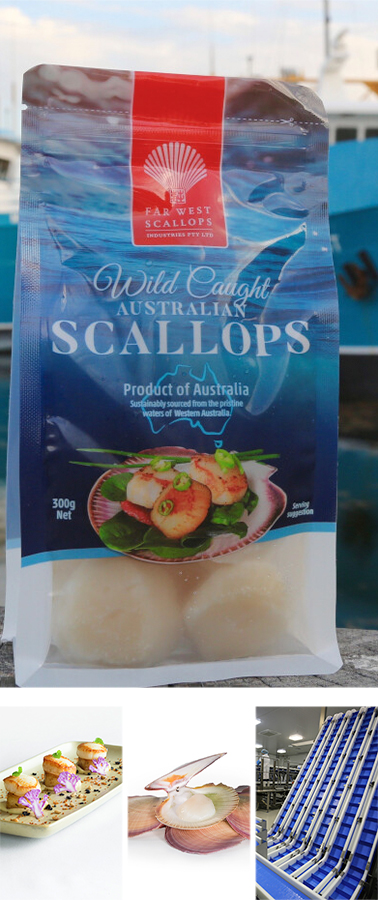 FAR WEST
SCALLOPS
INDUSTRIES PTY LTD
Wild Caught
AUSTRALIAN
SCALLOPS
Product of Australia
Sustainably sourced from the pristine
waters of Western Australia.
300g
Net
Serving
suggestion